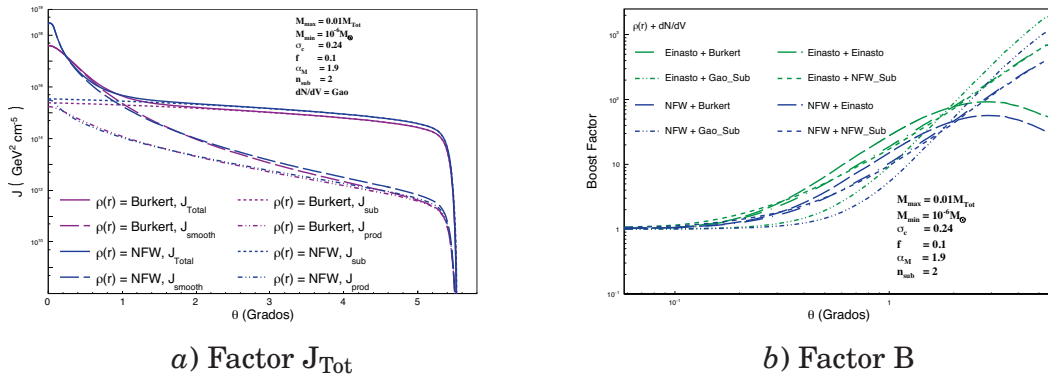 M_max = 0.01M_Tot
M_min = 10^-6 M_⊙
σ_c = 0.24
f = 0.1
α_M = 1.9
n_sub = 2
dN/dV = Gao
J ( GeV² cm⁻⁵ )
ρ(r) = Burkert, J_Total
ρ(r) = Burkert, J_sub
ρ(r) = Burkert, J_smooth
ρ(r) = Burkert, J_prod
ρ(r) = NFW, J_Total
ρ(r) = NFW, J_sub
ρ(r) = NFW, J_smooth
ρ(r) = NFW, J_prod
0 1 2 3 4 5
θ (Grados)
a) Factor J_Tot
ρ(r) + dN/dV
Einasto + Burkert
Einasto + Einasto
Einasto + Gao_Sub
Einasto + NFW_Sub
NFW + Burkert
NFW + Einasto
NFW + Gao_Sub
NFW + NFW_Sub
Boost Factor
10²
10
1
10⁻¹
M_max = 0.01M_Tot
M_min = 10^-6 M_⊙
σ_c = 0.24
f = 0.1
α_M = 1.9
n_sub = 2
10⁻¹ 1
θ (Grados)
b) Factor B